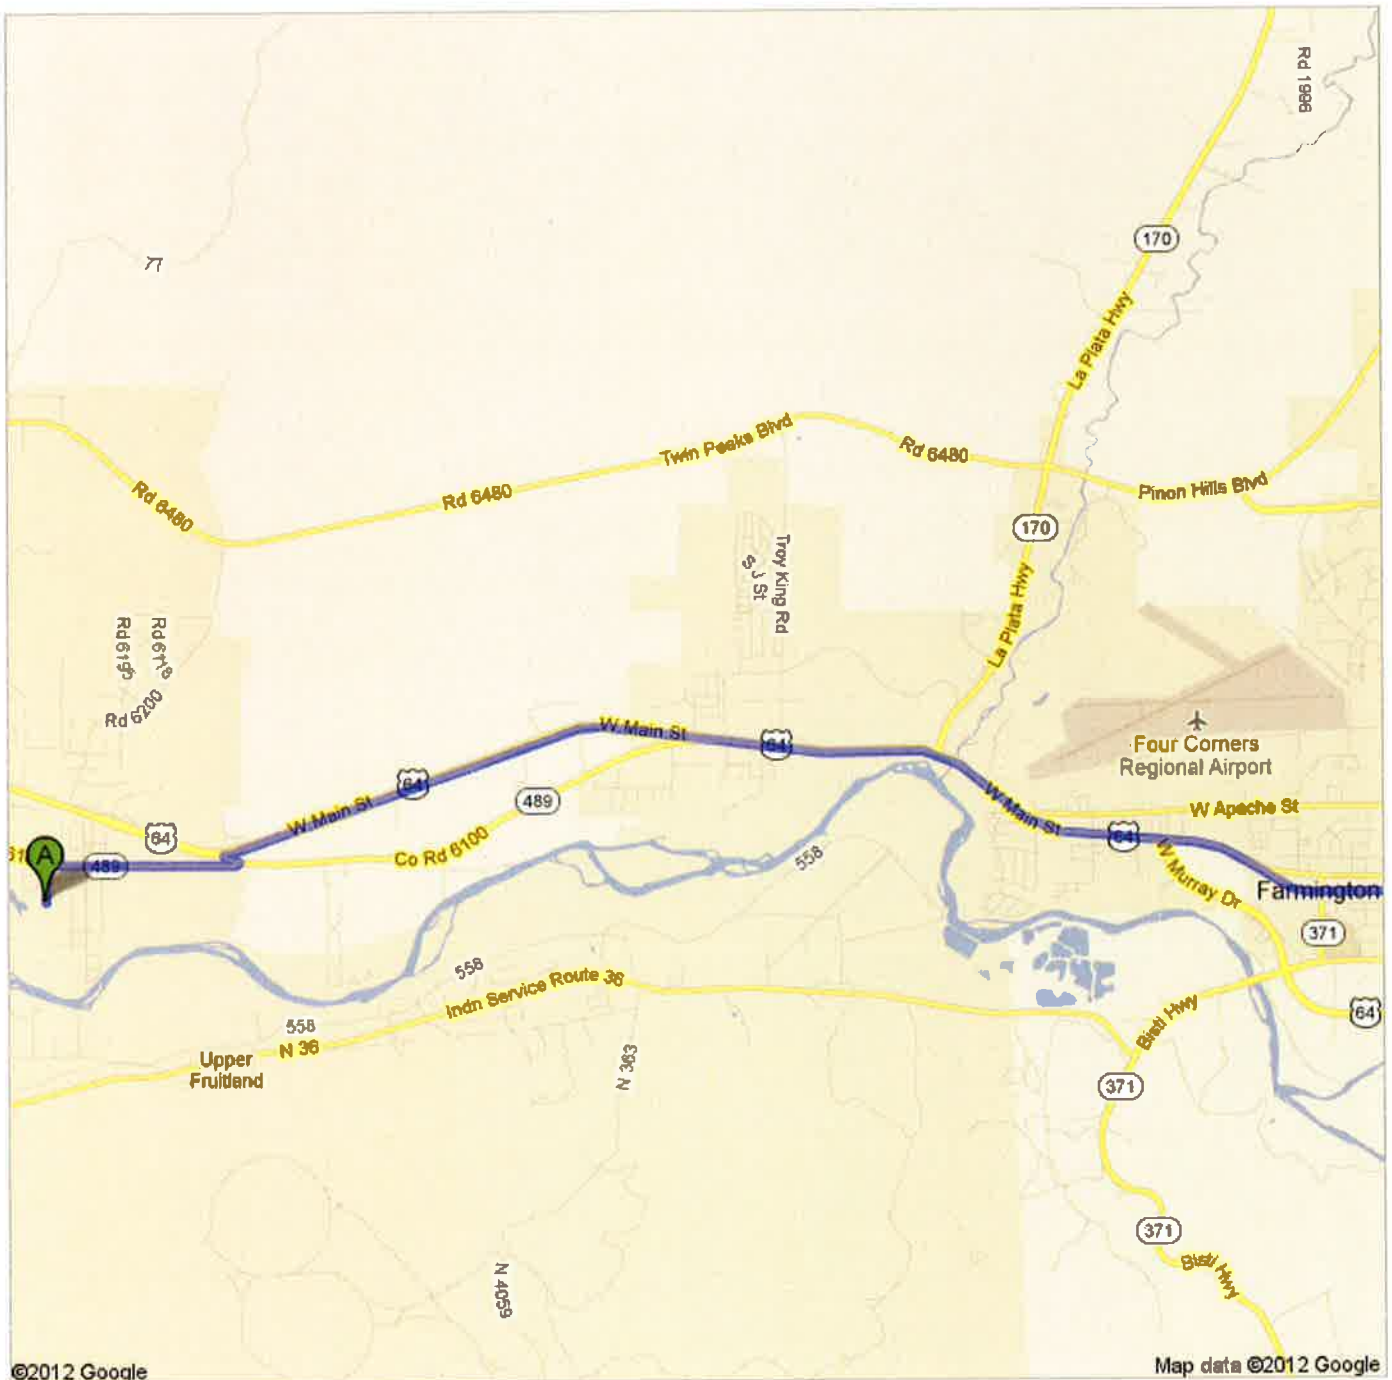 Rd 1996
170
77
La Plata Hwy
Twin Peaks Blvd
Rd 6480
Rd 6480
Rd 6480
Pinon Hills Blvd
170
Troy King Rd
S J St
La Plata Hwy
Rd 6195
Rd 6200
W Main St
64
Four Corners
Regional Airport
64
489
W Main St
W Main St
W Apache St
64
64
A
489
Co Rd 6100
558
W Murray Dr
Farmington
371
558
Indn Service Route 36
558
N 36
Upper
Fruitland
N 363
Bisti Hwy
64
371
371
Bisti Hwy
N 4059
©2012 Google
Map data ©2012 Google